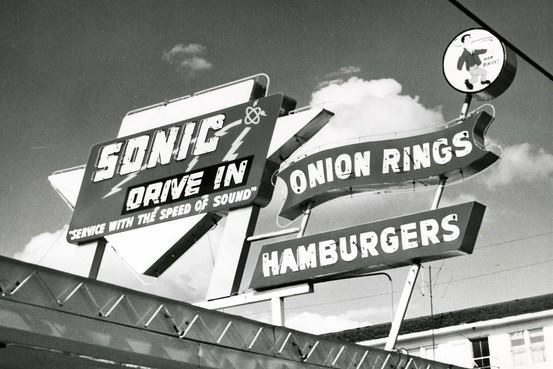 SONIC
DRIVE IN
"SERVICE WITH THE SPEED OF SOUND"
ONION RINGS
HAMBURGERS